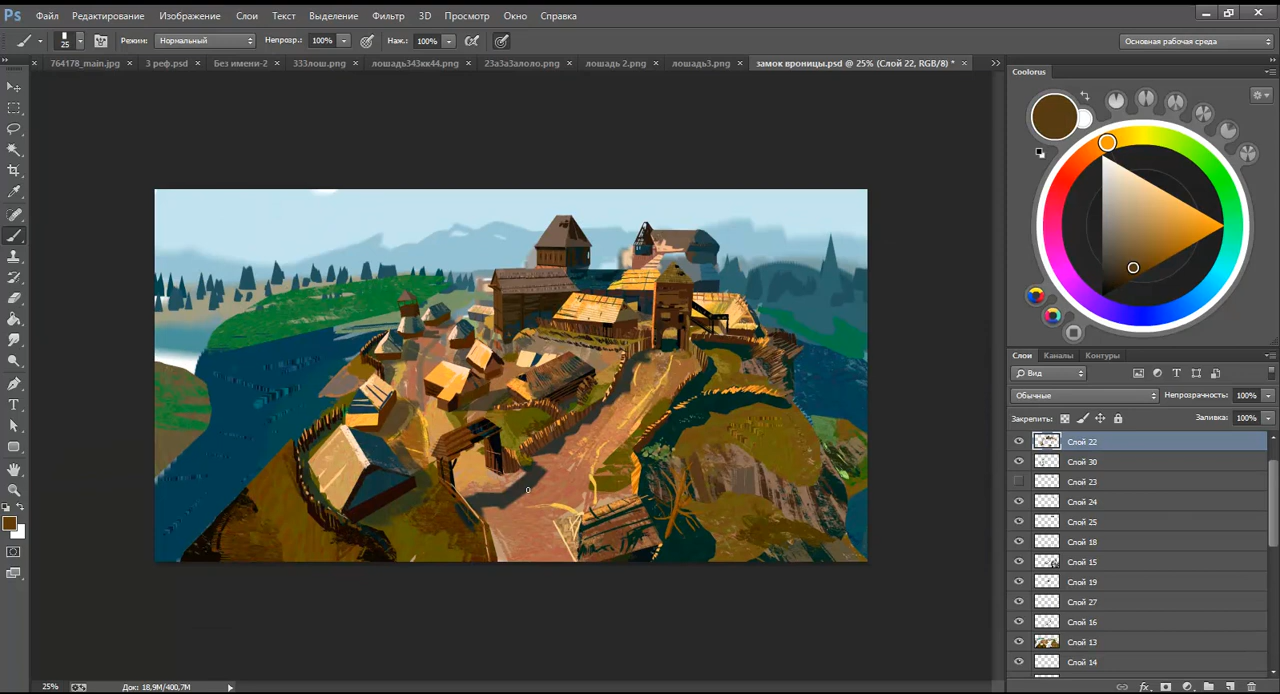 Ps Файл Редактирование Изображение Слои Текст Выделение Фильтр 3D Просмотр Окно Справка
25 Режим: Нормальный Непрозр.: 100% Наж.: 100% Основная рабочая среда
764178_main.jpg × 3 реф.psd × Без имени-2 × 333лош.png × лошадь343кк44.png × 23а3а3алоло.png × лошадь 2.png × лошадь3.png × замок вроницы.psd @ 25% (Слой 22, RGB/8) * ×
Coolorus
Слои Каналы Контуры
Вид
Обычные Непрозрачность: 100%
Закрепить: Заливка: 100%
Слой 22
Слой 30
Слой 23
Слой 24
Слой 25
Слой 18
Слой 15
Слой 19
Слой 27
Слой 16
Слой 13
Слой 14
25% Док: 18,9M/400,7M